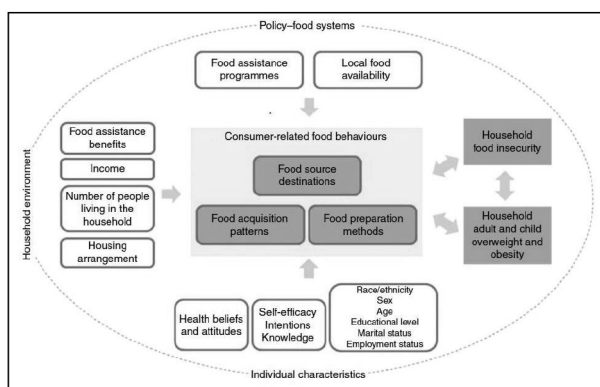 Policy–food systems
Food assistance
programmes
Local food
availability
Household environment
Food assistance
benefits
Income
Number of people
living in the
household
Housing
arrangement
Consumer-related food behaviours
Food source
destinations
Food acquisition
patterns
Food preparation
methods
Household
food insecurity
Household
adult and child
overweight and
obesity
Health beliefs
and attitudes
Self-efficacy
Intentions
Knowledge
Race/ethnicity
Sex
Age
Educational level
Marital status
Employment status
Individual characteristics